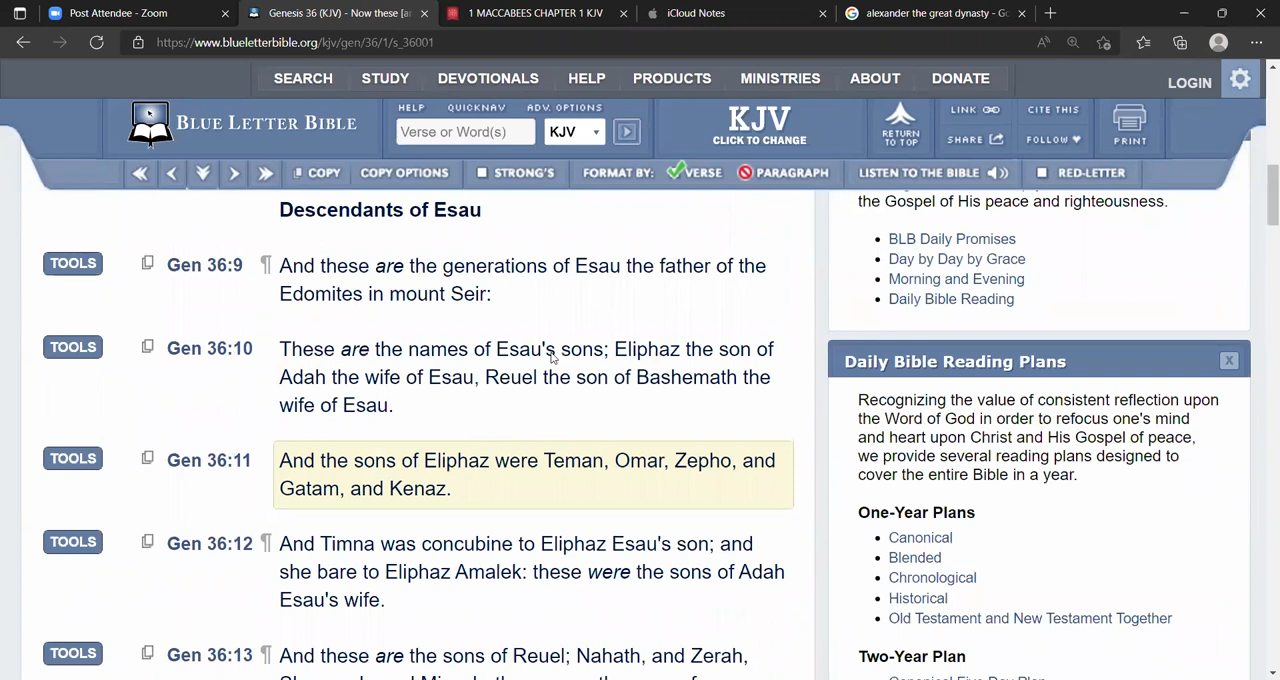 Post Attendee - Zoom
Genesis 36 (KJV) - Now these [ar
1 MACCABEES CHAPTER 1 KJV
iCloud Notes
alexander the great dynasty - Go
https://www.blueletterbible.org/kjv/gen/36/1/s_36001
SEARCH STUDY DEVOTIONALS HELP PRODUCTS MINISTRIES ABOUT DONATE
LOGIN
BLUE LETTER BIBLE
HELP QUICKNAV ADV. OPTIONS
Verse or Word(s) KJV
KJV
CLICK TO CHANGE
RETURN
TO TOP
LINK CITE THIS
SHARE FOLLOW
PRINT
COPY COPY OPTIONS STRONG'S FORMAT BY: VERSE PARAGRAPH LISTEN TO THE BIBLE RED-LETTER
Descendants of Esau
TOOLS Gen 36:9 ¶ And these are the generations of Esau the father of the
Edomites in mount Seir:
TOOLS Gen 36:10 These are the names of Esau's sons; Eliphaz the son of
Adah the wife of Esau, Reuel the son of Bashemath the
wife of Esau.
TOOLS Gen 36:11 And the sons of Eliphaz were Teman, Omar, Zepho, and
Gatam, and Kenaz.
TOOLS Gen 36:12 ¶ And Timna was concubine to Eliphaz Esau's son; and
she bare to Eliphaz Amalek: these were the sons of Adah
Esau's wife.
TOOLS Gen 36:13 ¶ And these are the sons of Reuel; Nahath, and Zerah,
the Gospel of His peace and righteousness.
BLB Daily Promises
Day by Day by Grace
Morning and Evening
Daily Bible Reading
Daily Bible Reading Plans X
Recognizing the value of consistent reflection upon
the Word of God in order to refocus one's mind
and heart upon Christ and His Gospel of peace,
we provide several reading plans designed to
cover the entire Bible in a year.
One-Year Plans
Canonical
Blended
Chronological
Historical
Old Testament and New Testament Together
Two-Year Plan